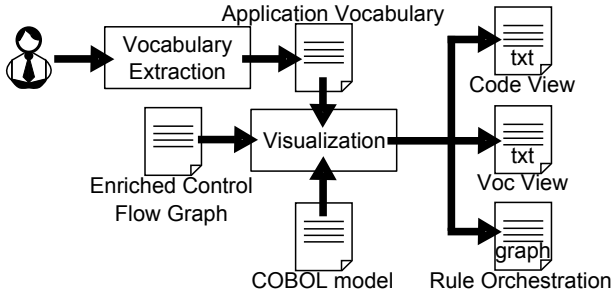 Application Vocabulary
Vocabulary
Extraction
txt
Code View
Visualization
txt
Voc View
Enriched Control
Flow Graph
COBOL model
graph
Rule Orchestration